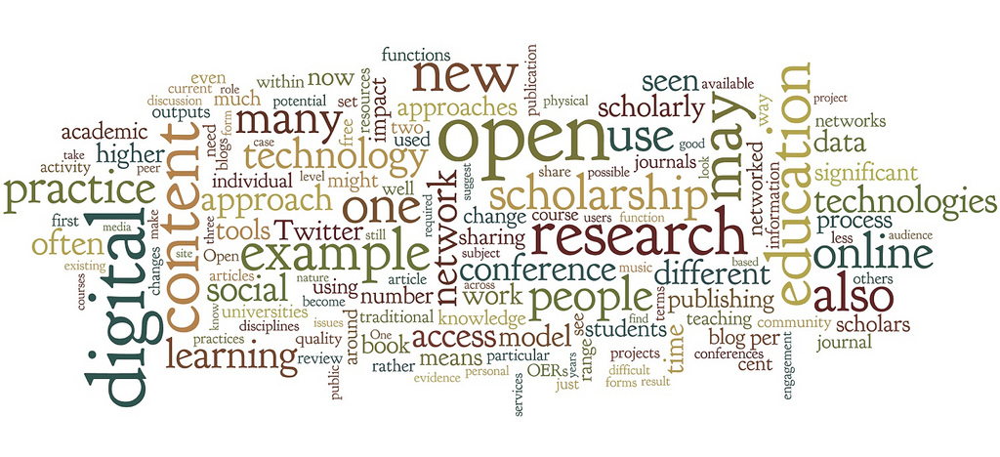 functions
new
publication
even
within
now
resources
impact
seen
available
current
role
approaches
physical
scholarly
may
way
education
project
discussion
much
potential
set
outputs
form
many
free
two
used
open
use
good
networks
academic
need
blogs
case
technology
journals
look
networked
data
take
higher
peer
activity
content
individual
level
might
well
suggest
share
possible
scholarship
information
significant
practice
approach
one
required
network
change
course
users
function
technologies
first
media
make
three
tools
Twitter
still
sharing
go
research
process
less
audience
often
digital
changes
site
Open
example
subject
conference
music
different
based
online
existing
courses
articles
nature
article
across
others
social
using
become
number
work
people
terms
publishing
also
know
universities
issues
around
traditional
knowledge
see
find
students
teaching
community
scholars
disciplines
practices
quality
One
book
access
model
range
time
blog
per
journal
learning
review
public
rather
means
particular
projects
conferences
cent
engagement
evidence
personal
services
OERs
years
just
difficult
forms
result